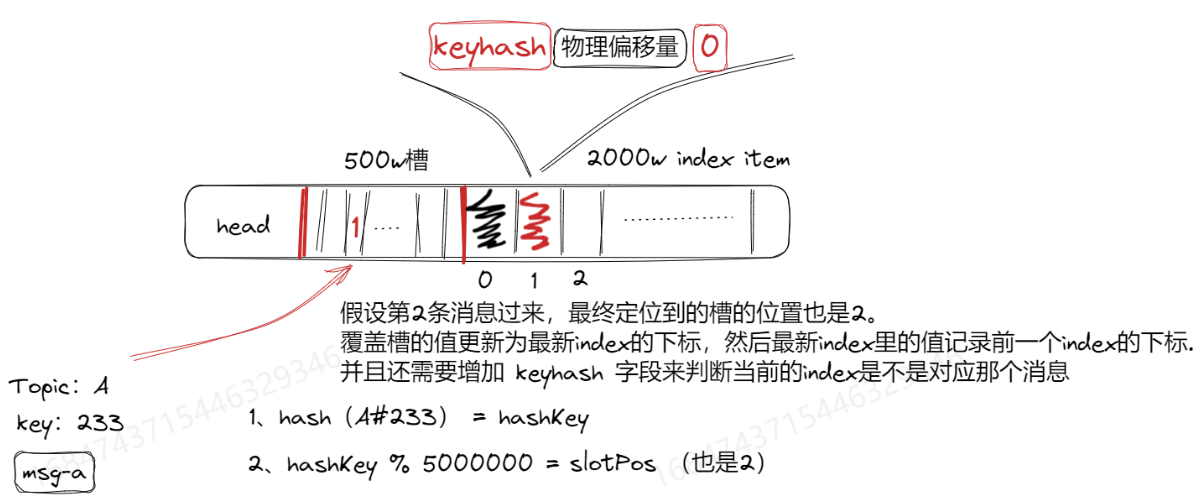 keyhash 物理偏移量 0
500w槽 2000w index item
head 1 ....
0 1 2
假设第2条消息过来，最终定位到的槽的位置也是2。
覆盖槽的值更新为最新index的下标，然后最新index里的值记录前一个index的下标.
并且还需要增加 keyhash 字段来判断当前的index是不是对应那个消息
Topic：A
key：233
msg-a
1、hash（A#233） = hashKey
2、hashKey % 5000000 = slotPos （也是2）